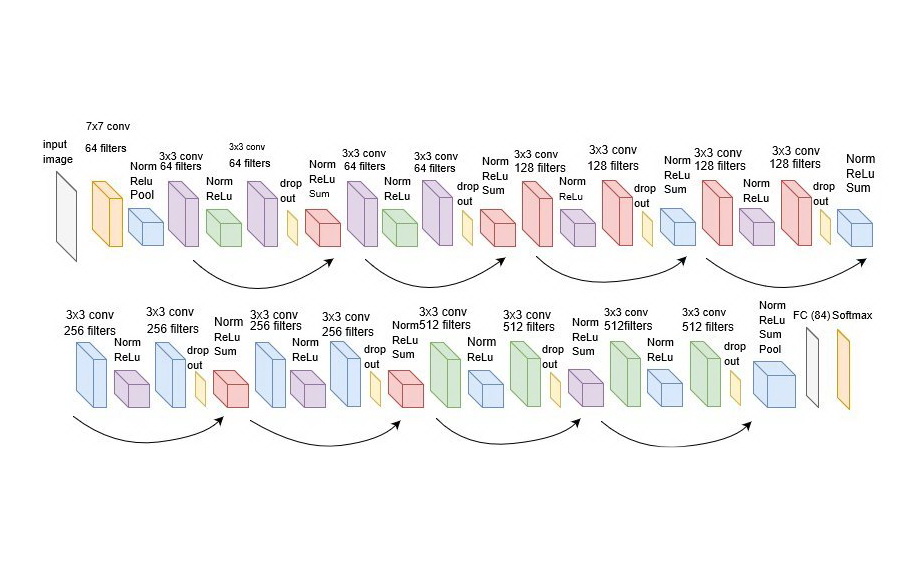 input
image
7x7 conv
64 filters
Norm
Relu
Pool
3x3 conv
64 filters
Norm
ReLu
3x3 conv
64 filters
drop
out
Norm
ReLu
Sum
3x3 conv
64 filters
Norm
ReLu
3x3 conv
64 filters
drop
out
Norm
ReLu
Sum
3x3 conv
128 filters
Norm
ReLu
3x3 conv
128 filters
drop
out
Norm
ReLu
Sum
3x3 conv
128 filters
Norm
ReLu
3x3 conv
128 filters
drop
out
Norm
ReLu
Sum
3x3 conv
256 filters
Norm
ReLu
3x3 conv
256 filters
drop
out
Norm
ReLu
Sum
3x3 conv
256 filters
Norm
ReLu
3x3 conv
256 filters
drop
out
Norm
ReLu
Sum
3x3 conv
512 filters
Norm
ReLu
3x3 conv
512 filters
drop
out
Norm
ReLu
Sum
3x3 conv
512filters
Norm
ReLu
3x3 conv
512 filters
drop
out
Norm
ReLu
Sum
Pool
FC (84)
Softmax